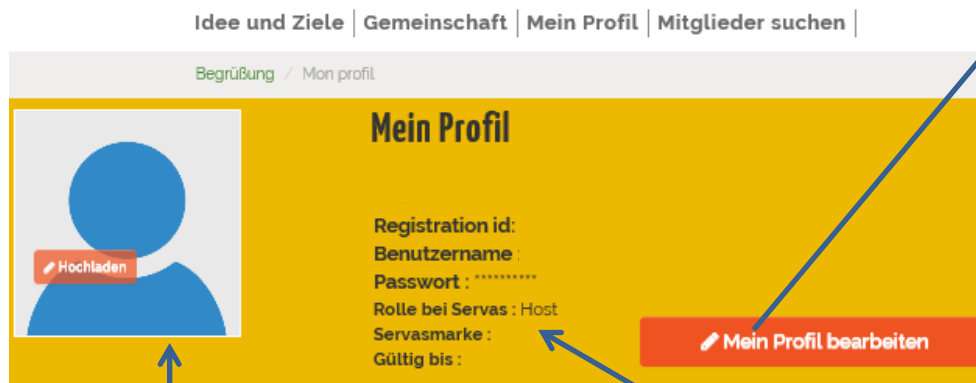 Idee und Ziele | Gemeinschaft | Mein Profil | Mitglieder suchen |
Begrüßung / Mon profil
Mein Profil
Hochladen
Registration id:
Benutzername :
Passwort : **********
Rolle bei Servas : Host
Servasmarke :
Gültig bis :
Mein Profil bearbeiten